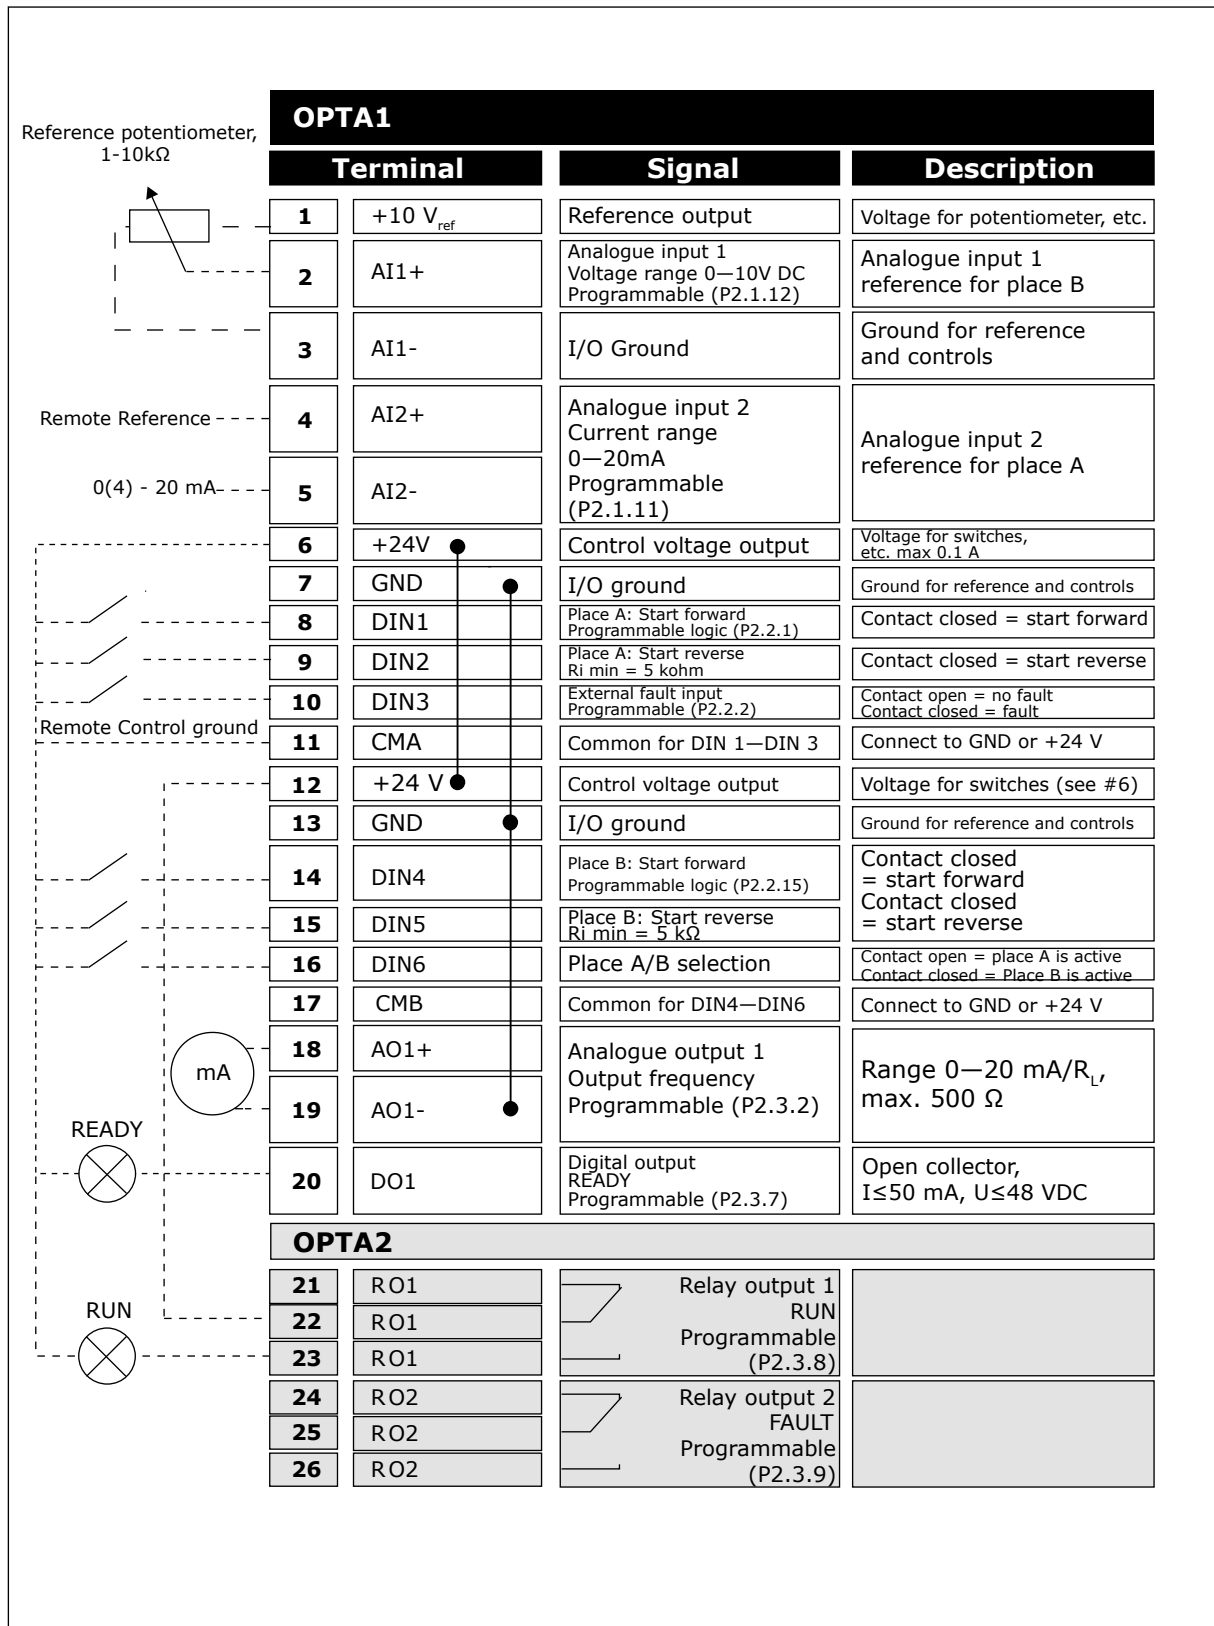 OPTA1
Reference potentiometer,
1-10kΩ
Terminal Signal Description
1 +10 Vref Reference output Voltage for potentiometer, etc.
2 AI1+
Analogue input 1
Voltage range 0—10V DC
Programmable (P2.1.12)
Analogue input 1
reference for place B
3 AI1- I/O Ground
Ground for reference
and controls
Remote Reference
4 AI2+
Analogue input 2
Current range
0—20mA
Programmable
(P2.1.11)
Analogue input 2
reference for place A
0(4) - 20 mA
5 AI2-
6 +24V Control voltage output
Voltage for switches,
etc. max 0.1 A
7 GND I/O ground Ground for reference and controls
8 DIN1
Place A: Start forward
Programmable logic (P2.2.1)
Contact closed = start forward
9 DIN2
Place A: Start reverse
Ri min = 5 kohm
Contact closed = start reverse
10 DIN3
External fault input
Programmable (P2.2.2)
Contact open = no fault
Contact closed = fault
Remote Control ground
11 CMA Common for DIN 1—DIN 3 Connect to GND or +24 V
12 +24 V Control voltage output Voltage for switches (see #6)
13 GND I/O ground Ground for reference and controls
14 DIN4
Place B: Start forward
Programmable logic (P2.2.15)
Contact closed
= start forward
Contact closed
= start reverse
15 DIN5
Place B: Start reverse
Ri min = 5 kΩ
16 DIN6 Place A/B selection
Contact open = place A is active
Contact closed = Place B is active
17 CMB Common for DIN4—DIN6 Connect to GND or +24 V
mA
18 AO1+
Analogue output 1
Output frequency
Programmable (P2.3.2)
Range 0—20 mA/RL,
max. 500 Ω
19 AO1-
READY
20 DO1
Digital output
READY
Programmable (P2.3.7)
Open collector,
I≤50 mA, U≤48 VDC
OPTA2
21 RO1
RUN
22 RO1
23 RO1
Relay output 1
RUN
Programmable
(P2.3.8)
24 RO2
25 RO2
26 RO2
Relay output 2
FAULT
Programmable
(P2.3.9)